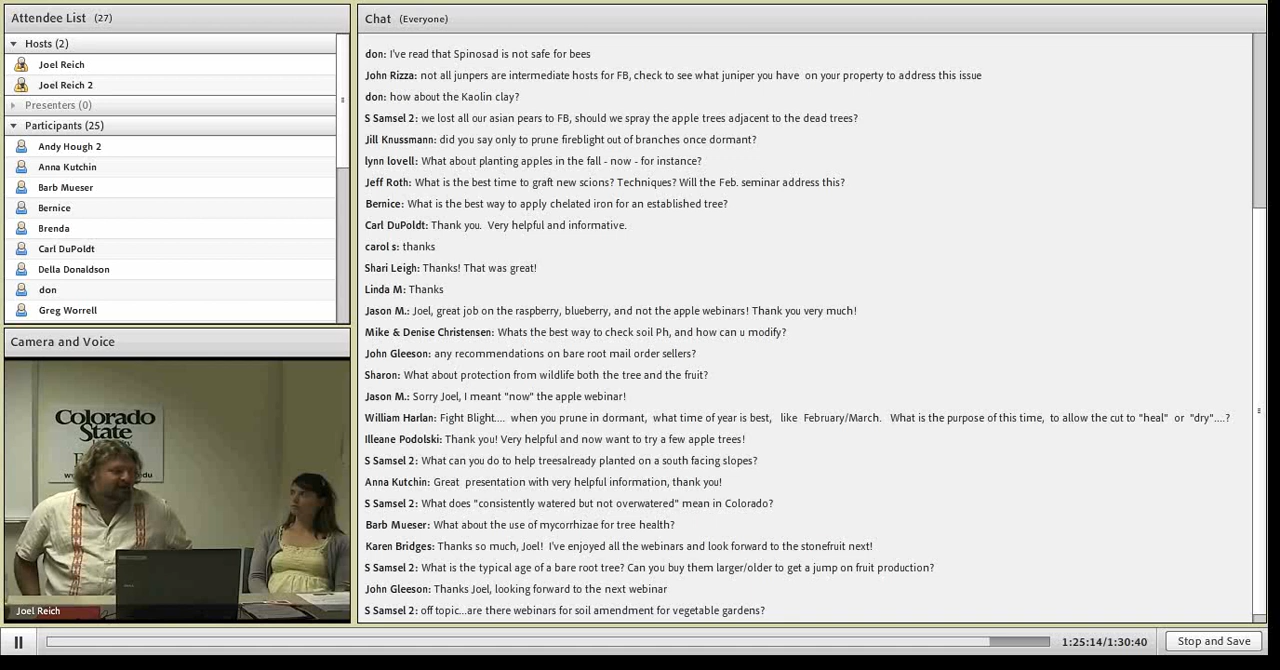 Attendee List (27)
Hosts (2)
Joel Reich
Joel Reich 2
Presenters (0)
Participants (25)
Andy Hough 2
Anna Kutchin
Barb Mueser
Bernice
Brenda
Carl DuPoldt
Della Donaldson
don
Greg Worrell
Camera and Voice
Colorado
State
Joel Reich
Chat (Everyone)
don: I've read that Spinosad is not safe for bees
John Rizza: not all junpers are intermediate hosts for FB, check to see what juniper you have on your property to address this issue
don: how about the Kaolin clay?
S Samsel 2: we lost all our asian pears to FB, should we spray the apple trees adjacent to the dead trees?
Jill Knussmann: did you say only to prune fireblight out of branches once dormant?
lynn lovell: What about planting apples in the fall - now - for instance?
Jeff Roth: What is the best time to graft new scions? Techniques? Will the Feb. seminar address this?
Bernice: What is the best way to apply chelated iron for an established tree?
Carl DuPoldt: Thank you. Very helpful and informative.
carol s: thanks
Shari Leigh: Thanks! That was great!
Linda M: Thanks
Jason M.: Joel, great job on the raspberry, blueberry, and not the apple webinars! Thank you very much!
Mike & Denise Christensen: Whats the best way to check soil Ph, and how can u modify?
John Gleeson: any recommendations on bare root mail order sellers?
Sharon: What about protection from wildlife both the tree and the fruit?
Jason M.: Sorry Joel, I meant "now" the apple webinar!
William Harlan: Fight Blight.... when you prune in dormant, what time of year is best, like February/March. What is the purpose of this time, to allow the cut to "heal" or "dry"....?
Illeane Podolski: Thank you! Very helpful and now want to try a few apple trees!
S Samsel 2: What can you do to help treesalready planted on a south facing slopes?
Anna Kutchin: Great presentation with very helpful information, thank you!
S Samsel 2: What does "consistently watered but not overwatered" mean in Colorado?
Barb Mueser: What about the use of mycorrhizae for tree health?
Karen Bridges: Thanks so much, Joel! I've enjoyed all the webinars and look forward to the stonefruit next!
S Samsel 2: What is the typical age of a bare root tree? Can you buy them larger/older to get a jump on fruit production?
John Gleeson: Thanks Joel, looking forward to the next webinar
S Samsel 2: off topic...are there webinars for soil amendment for vegetable gardens?
1:25:14/1:30:40
Stop and Save